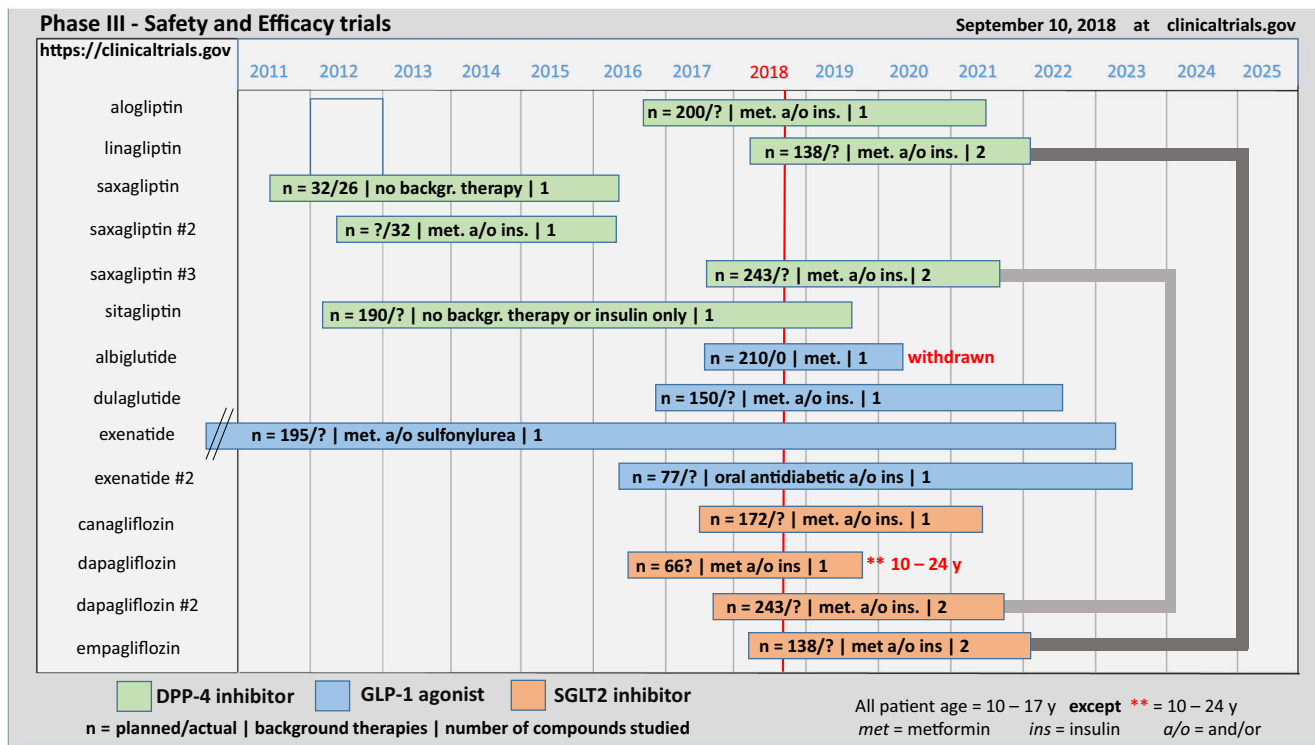 Phase III - Safety and Efficacy trials September 10, 2018 at clinicaltrials.gov
https://clinicaltrials.gov
2011 2012 2013 2014 2015 2016 2017 2018 2019 2020 2021 2022 2023 2024 2025
alogliptin n = 200/? | met. a/o ins. | 1
linagliptin n = 138/? | met. a/o ins. | 2
saxagliptin n = 32/26 | no backgr. therapy | 1
saxagliptin #2 n = ?/32 | met. a/o ins. | 1
saxagliptin #3 n = 243/? | met. a/o ins.| 2
sitagliptin n = 190/? | no backgr. therapy or insulin only | 1
albiglutide n = 210/0 | met. | 1 withdrawn
dulaglutide n = 150/? | met. a/o ins. | 1
exenatide n = 195/? | met. a/o sulfonylurea | 1
exenatide #2 n = 77/? | oral antidiabetic a/o ins | 1
canagliflozin n = 172/? | met. a/o ins. | 1
dapagliflozin n = 66? | met a/o ins | 1 ** 10 – 24 y
dapagliflozin #2 n = 243/? | met. a/o ins. | 2
empagliflozin n = 138/? | met a/o ins | 2
DPP-4 inhibitor GLP-1 agonist SGLT2 inhibitor
n = planned/actual | background therapies | number of compounds studied
All patient age = 10 – 17 y except ** = 10 – 24 y
met = metformin ins = insulin a/o = and/or